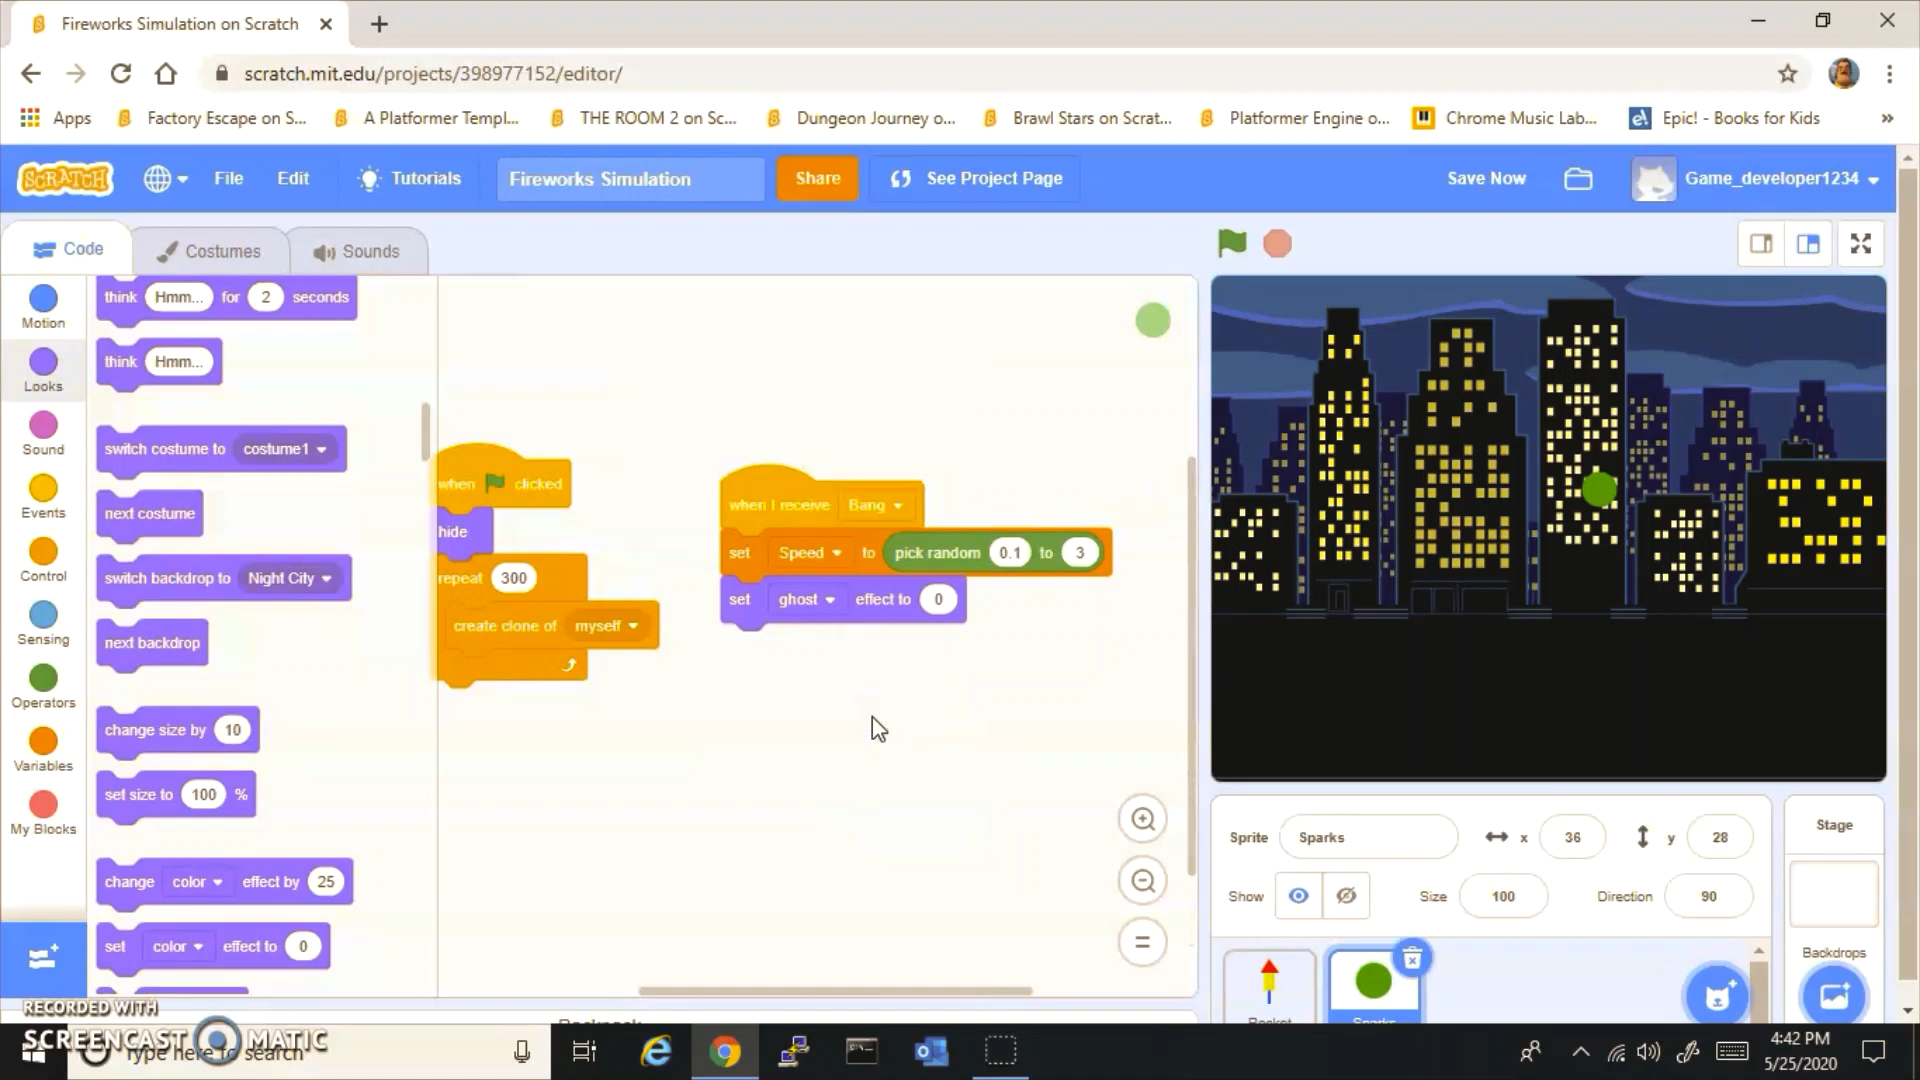 Fireworks Simulation on Scratch
scratch.mit.edu/projects/398977152/editor/
Apps
Factory Escape on S...
A Platformer Templ...
THE ROOM 2 on Sc...
Dungeon Journey o...
Brawl Stars on Scrat...
Platformer Engine o...
Chrome Music Lab...
Epic! - Books for Kids
SCRATCH
File
Edit
Tutorials
Fireworks Simulation
Share
See Project Page
Save Now
Game_developer1234
Code
Costumes
Sounds
Motion
Looks
Sound
Events
Control
Sensing
Operators
Variables
My Blocks
think Hmm... for 2 seconds
think Hmm...
switch costume to costume1
next costume
switch backdrop to Night City
next backdrop
change size by 10
set size to 100 %
change color effect by 25
set color effect to 0
when clicked
hide
repeat 300
create clone of myself
when I receive Bang
set Speed to pick random 0.1 to 3
set ghost effect to 0
Sprite Sparks x 36 y 28
Show Size 100 Direction 90
Stage
Backdrops
RECORDED WITH
SCREENCAST MATIC
Type here to search
4:42 PM
5/25/2020